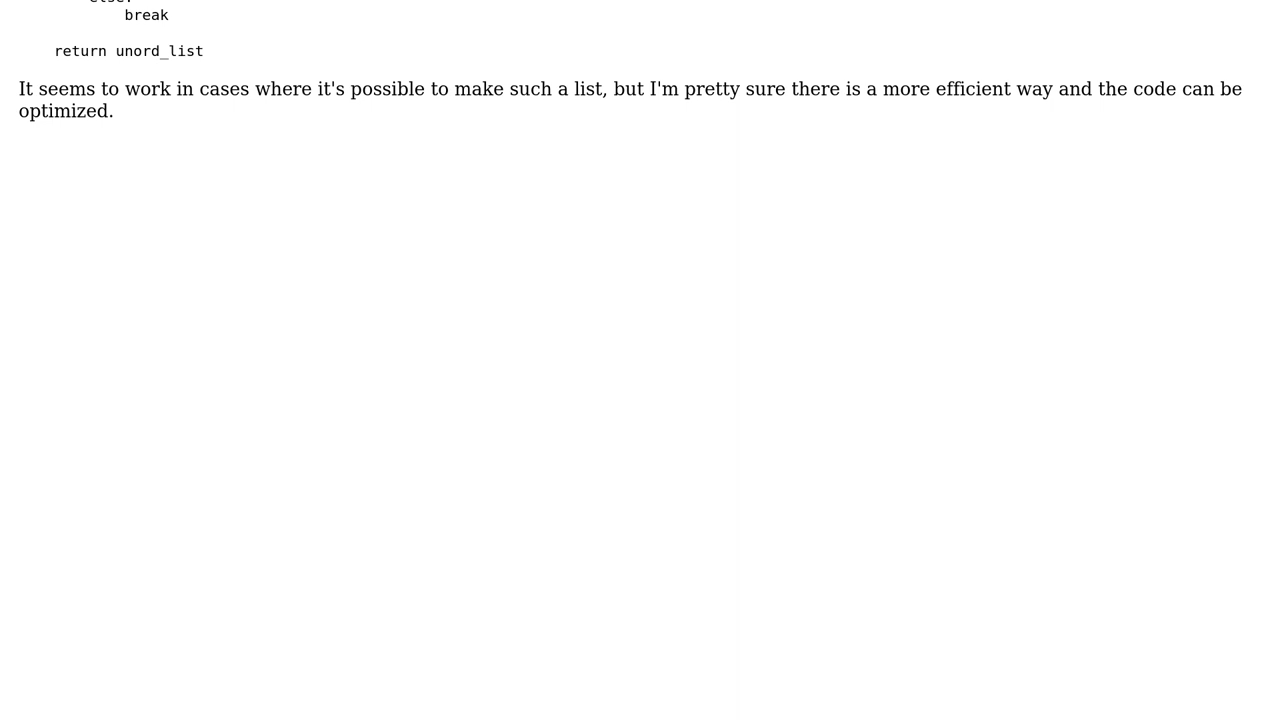 else:
break
return unord_list
It seems to work in cases where it's possible to make such a list, but I'm pretty sure there is a more efficient way and the code can be
optimized.